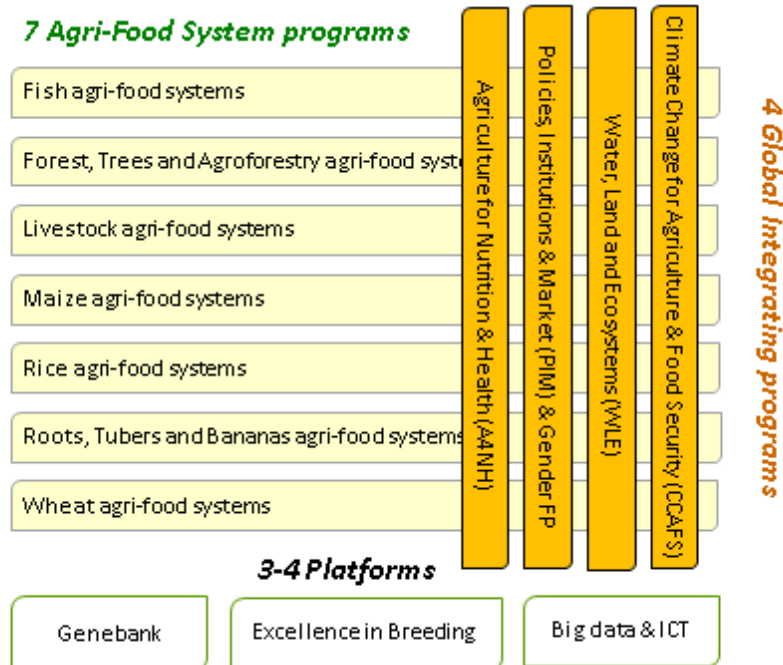 7 Agri-Food System programs
Fish agri-food systems
Forest, Trees and Agroforestry agri-food syste
Livestock agri-food systems
Maize agri-food systems
Rice agri-food systems
Roots, Tubers and Bananas agri-food systems
Wheat agri-food systems
Agriculture for Nutrition & Health (A4NH)
Policies, Institutions & Market (PIM) & Gender FP
Water, Land and Ecosystems (WLE)
Climate Change for Agriculture & Food Security (CCAFS)
4 Global Integrating programs
3-4 Platforms
Genebank
Excellence in Breeding
Big data & ICT